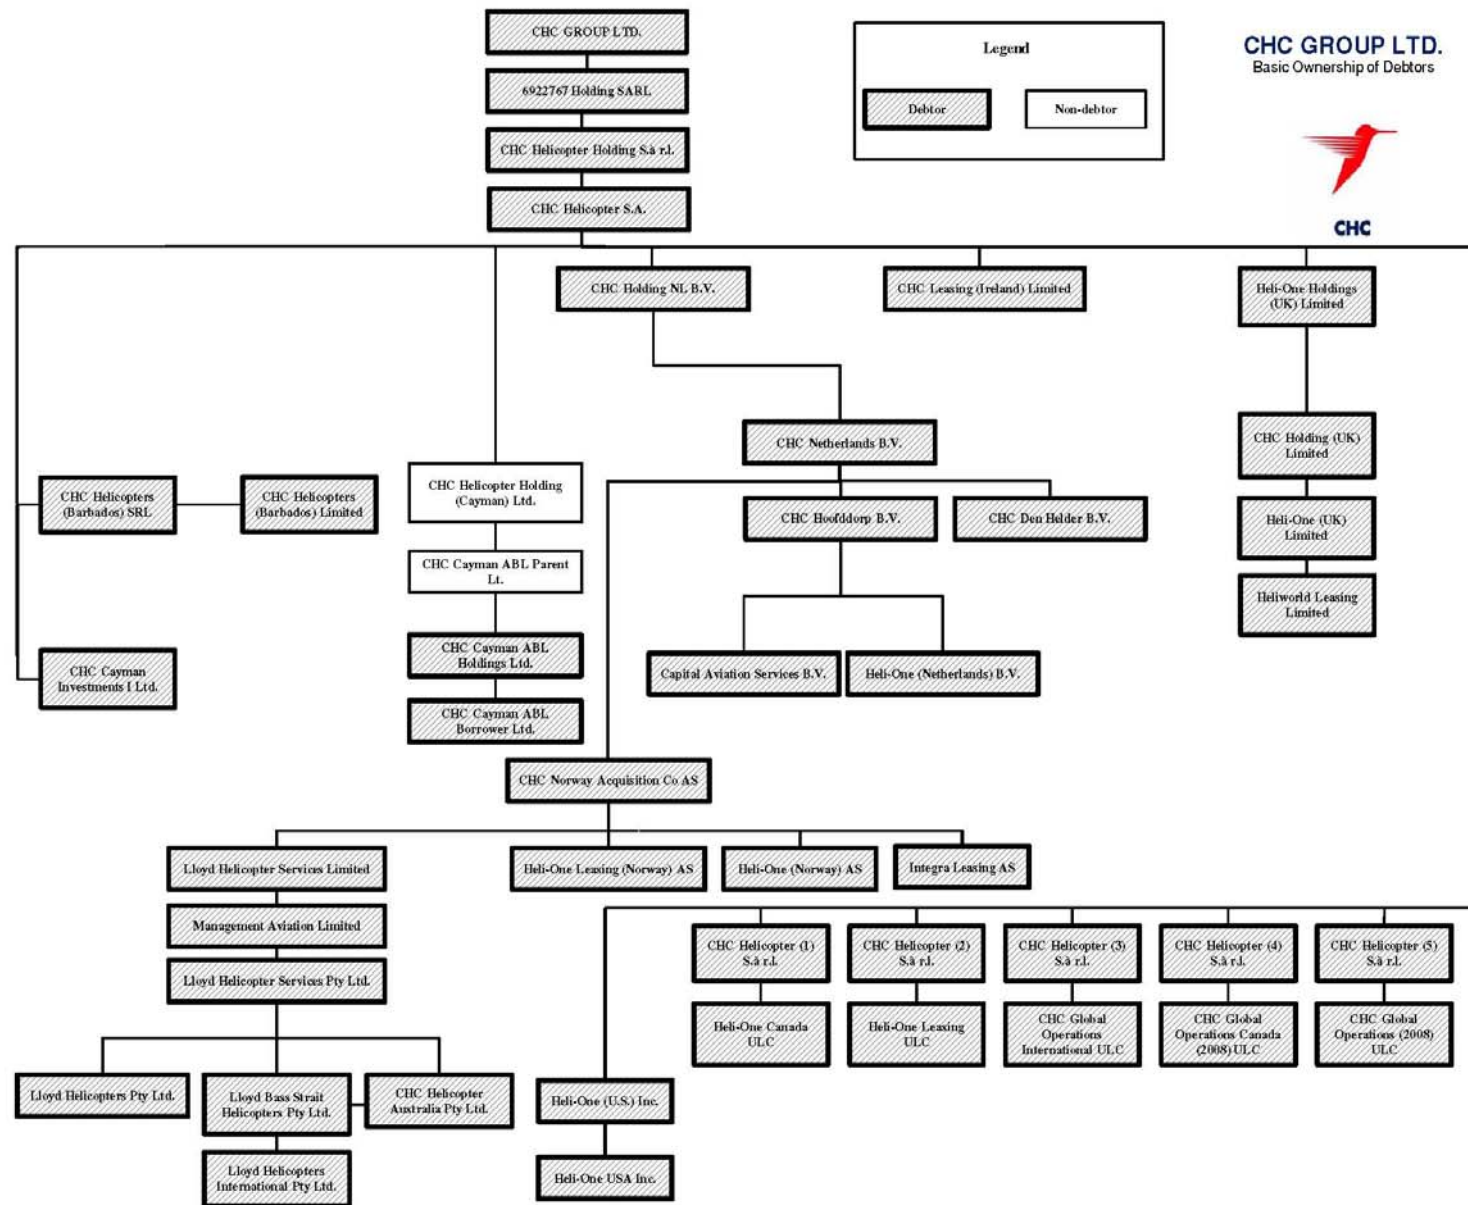 CHC GROUP LTD.
6922767 Holding SARL
CHC Helicopter Holding S.à r.l.
CHC Helicopter S.A.
Legend
Debtor
Non-debtor
CHC GROUP LTD.
Basic Ownership of Debtors
CHC
CHC Holding NL B.V.
CHC Leasing (Ireland) Limited
Heli-One Holdings
(UK) Limited
CHC Netherlands B.V.
CHC Holding (UK)
Limited
CHC Helicopters
(Barbados) SRL
CHC Helicopters
(Barbados) Limited
CHC Helicopter Holding
(Cayman) Ltd.
CHC Hoofddorp B.V.
CHC Den Helder B.V.
Heli-One (UK)
Limited
CHC Cayman ABL Parent
Lt.
Heliworld Leasing
Limited
CHC Cayman
Investments I Ltd.
CHC Cayman ABL
Holdings Ltd.
Capital Aviation Services B.V.
Heli-One (Netherlands) B.V.
CHC Cayman ABL
Borrower Ltd.
CHC Norway Acquisition Co AS
Lloyd Helicopter Services Limited
Heli-One Leasing (Norway) AS
Heli-One (Norway) AS
Integra Leasing AS
Management Aviation Limited
Lloyd Helicopter Services Pty Ltd.
CHC Helicopter (1)
S.à r.l.
CHC Helicopter (2)
S.à r.l.
CHC Helicopter (3)
S.à r.l.
CHC Helicopter (4)
S.à r.l.
CHC Helicopter (5)
S.à r.l.
Heli-One Canada
ULC
Heli-One Leasing
ULC
CHC Global
Operations
International ULC
CHC Global
Operations Canada
(2008) ULC
CHC Global
Operations (2008)
ULC
Lloyd Helicopters Pty Ltd.
Lloyd Bass Strait
Helicopters Pty Ltd.
CHC Helicopter
Australia Pty Ltd.
Heli-One (U.S.) Inc.
Lloyd Helicopters
International Pty Ltd.
Heli-One USA Inc.